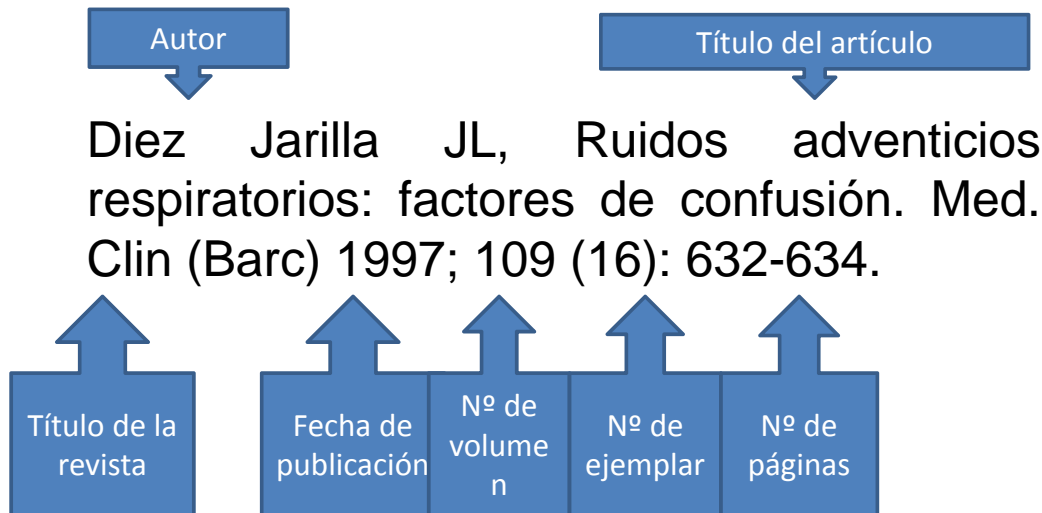 Autor
Título del artículo
Diez Jarilla JL, Ruidos adventicios
respiratorios: factores de confusión. Med.
Clin (Barc) 1997; 109 (16): 632-634.
Título de la
revista
Fecha de
publicación
Nº de
volume
n
Nº de
ejemplar
Nº de
páginas